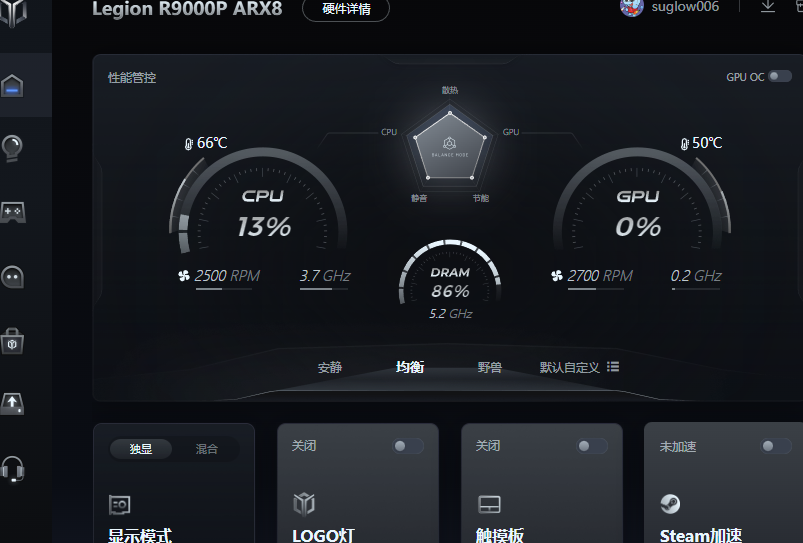 Legion R9000P ARX8
硬件详情
suglow006
性能管控
GPU OC
散热
CPU
GPU
BALANCE MODE
静音
节能
66℃
50℃
CPU
13%
GPU
0%
2500 RPM
3.7 GHz
DRAM
86%
5.2 GHz
2700 RPM
0.2 GHz
安静
均衡
野兽
默认自定义
独显
混合
关闭
关闭
未加速
显示模式
LOGO灯
触摸板
Steam加速